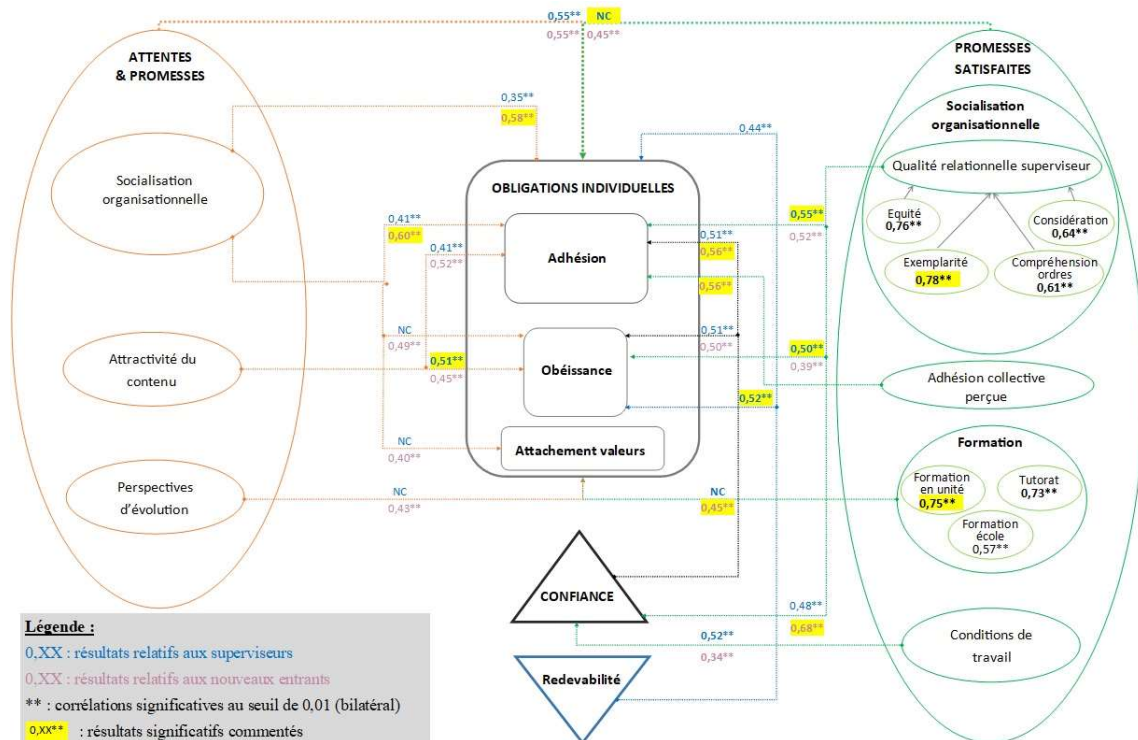 0,55**
NC
0,55**
0,45**
ATTENTES
& PROMESSES
Socialisation
organisationnelle
Attractivité du
contenu
Perspectives
d'évolution
0,35**
0,58**
0,41**
0,60**
0,41**
0,52**
NC
0,49**
0,51**
0,45**
NC
0,40**
NC
0,43**
OBLIGATIONS INDIVIDUELLES
Adhésion
Obéissance
Attachement valeurs
CONFIANCE
Redevabilité
0,44**
0,55**
0,52**
0,51**
0,56**
0,56**
0,51**
0,50**
0,50**
0,39**
0,52**
NC
0,45**
0,48**
0,68**
0,52**
0,34**
PROMESSES
SATISFAITES
Socialisation
organisationnelle
Qualité relationnelle superviseur
Equité
0,76**
Considération
0,64**
Exemplarité
0,78**
Compréhension
ordres
0,61**
Adhésion collective
perçue
Formation
Formation
en unité
0,75**
Tutorat
0,73**
Formation
école
0,57**
Conditions de
travail
Légende :
0,XX : résultats relatifs aux superviseurs
0,XX : résultats relatifs aux nouveaux entrants
** : corrélations significatives au seuil de 0,01 (bilatéral)
0,XX** : résultats significatifs commentés